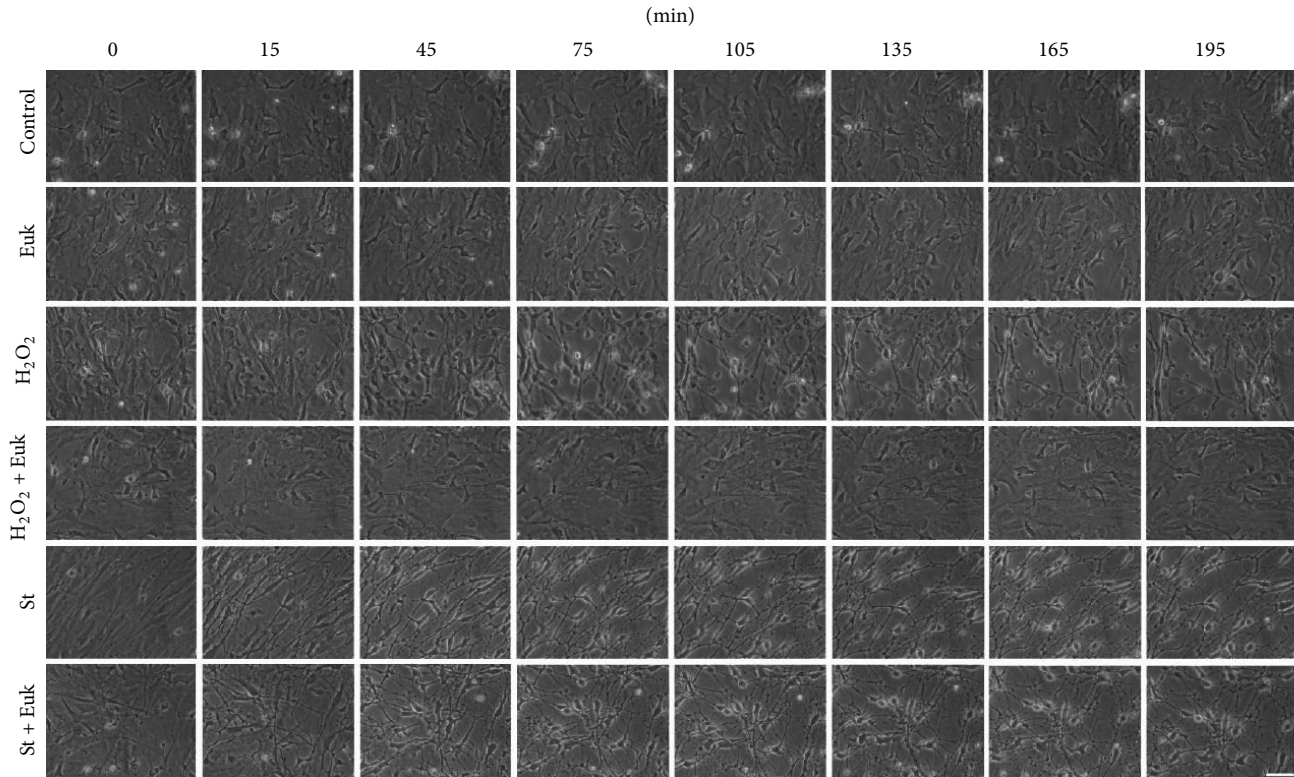 (min)
0 15 45 75 105 135 165 195
Control
Euk
H₂O₂
H₂O₂ + Euk
St
St + Euk